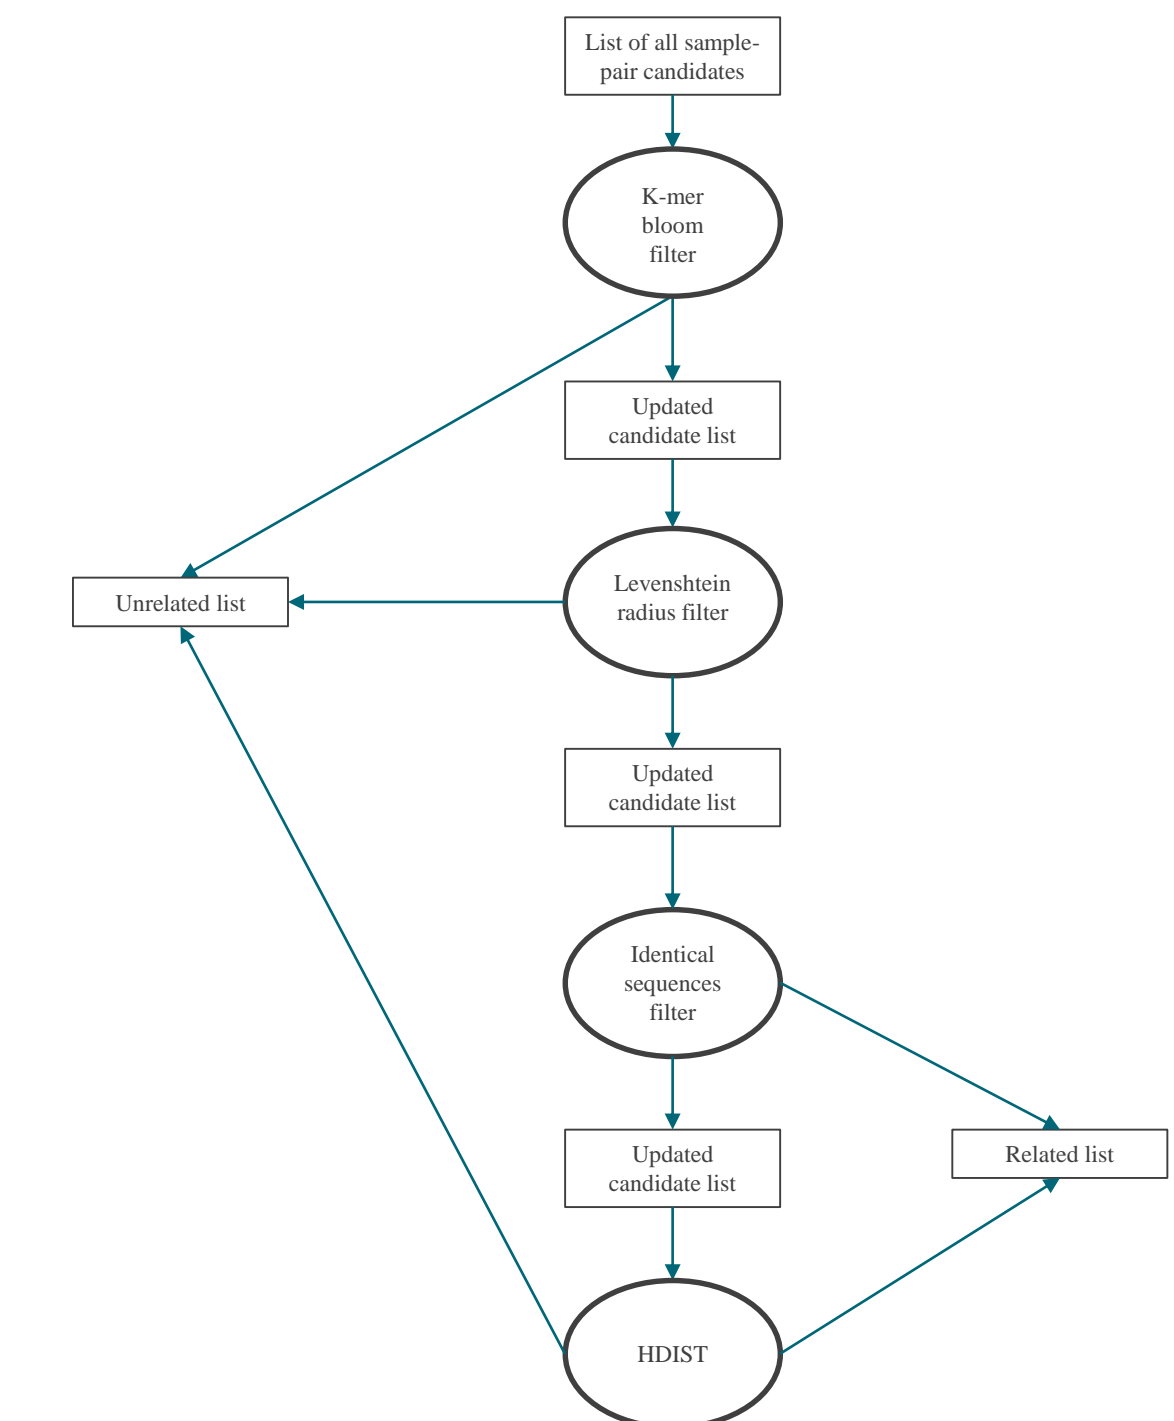 List of all sample-
pair candidates
K-mer
bloom
filter
Updated
candidate list
Unrelated list
Levenshtein
radius filter
Updated
candidate list
Identical
sequences
filter
Updated
candidate list
Related list
HDIST